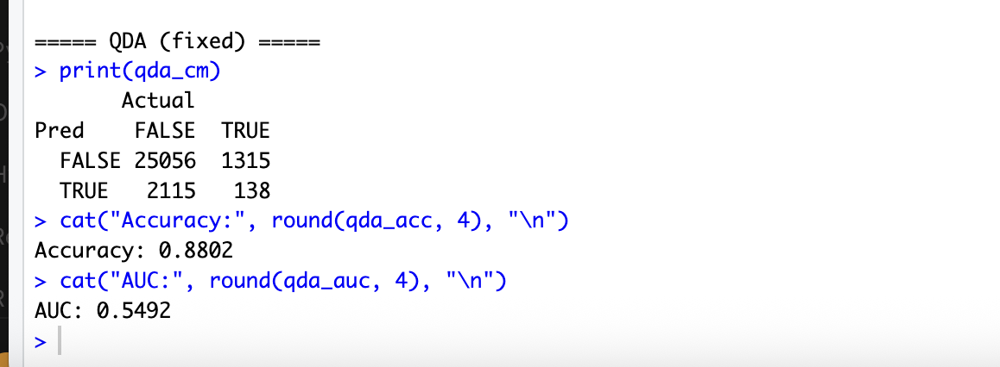 ===== QDA (fixed) =====
> print(qda_cm)
       Actual
Pred    FALSE  TRUE
  FALSE 25056  1315
  TRUE   2115   138
> cat("Accuracy:", round(qda_acc, 4), "\n")
Accuracy: 0.8802
> cat("AUC:", round(qda_auc, 4), "\n")
AUC: 0.5492
>